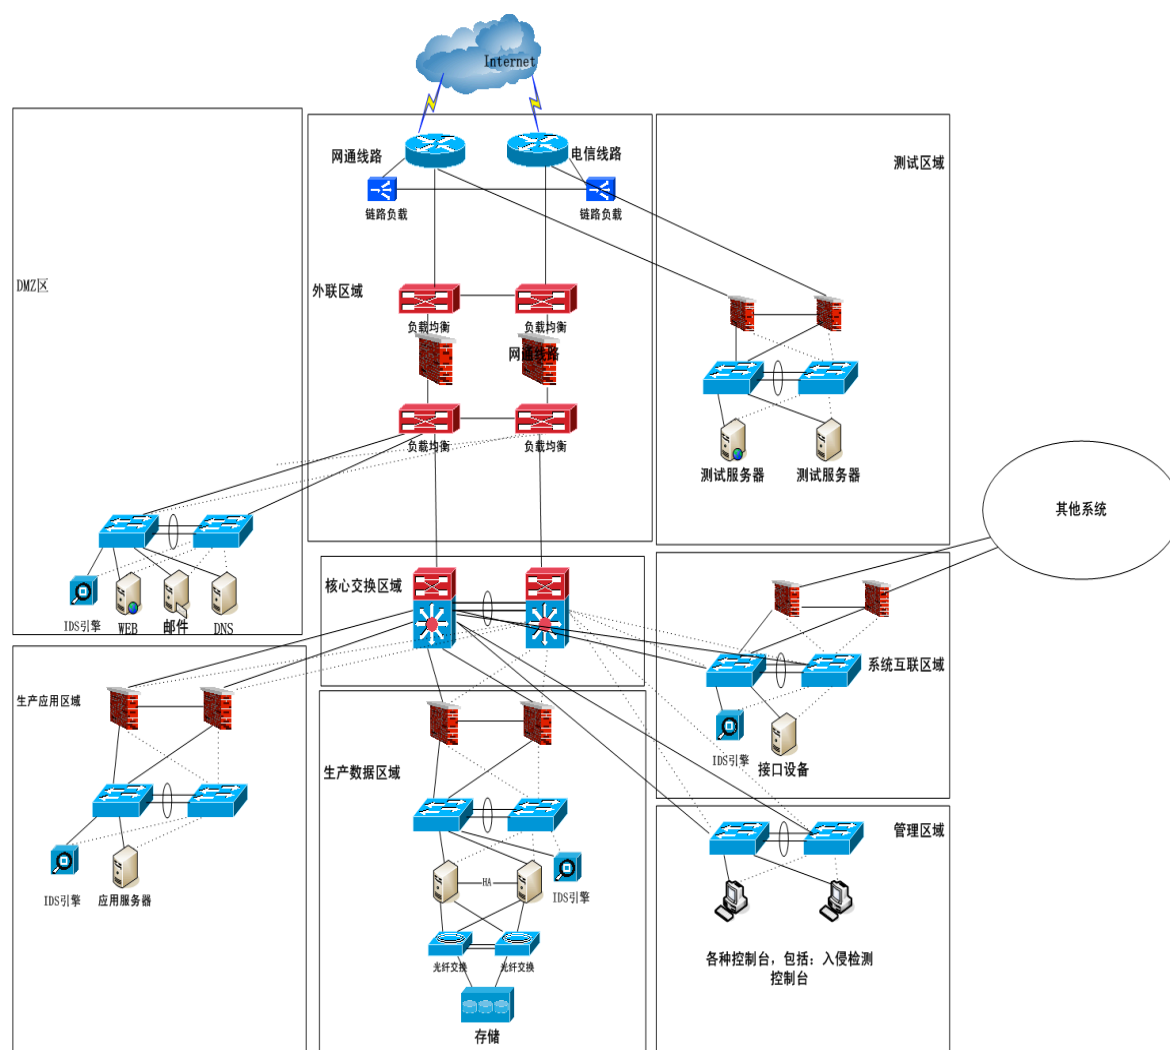 Internet
网通线路
电信线路
链路负载
链路负载
测试区域
DMZ区
外联区域
负载均衡
负载均衡
网通线路
负载均衡
负载均衡
测试服务器
测试服务器
其他系统
核心交换区域
IDS引擎
WEB
邮件
DNS
系统互联区域
生产应用区域
IDS引擎
接口设备
生产数据区域
管理区域
HA
IDS引擎
IDS引擎
应用服务器
光纤交换
光纤交换
各种控制台，包括：入侵检测
控制台
存储